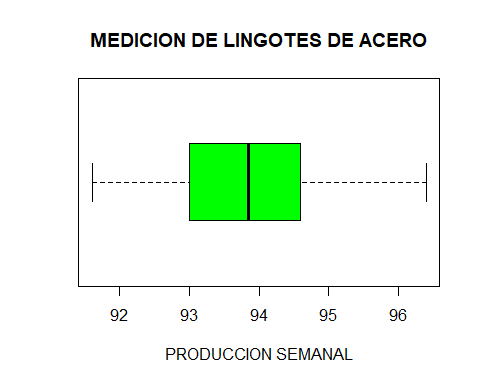 MEDICION DE LINGOTES DE ACERO
92 93 94 95 96
PRODUCCION SEMANAL